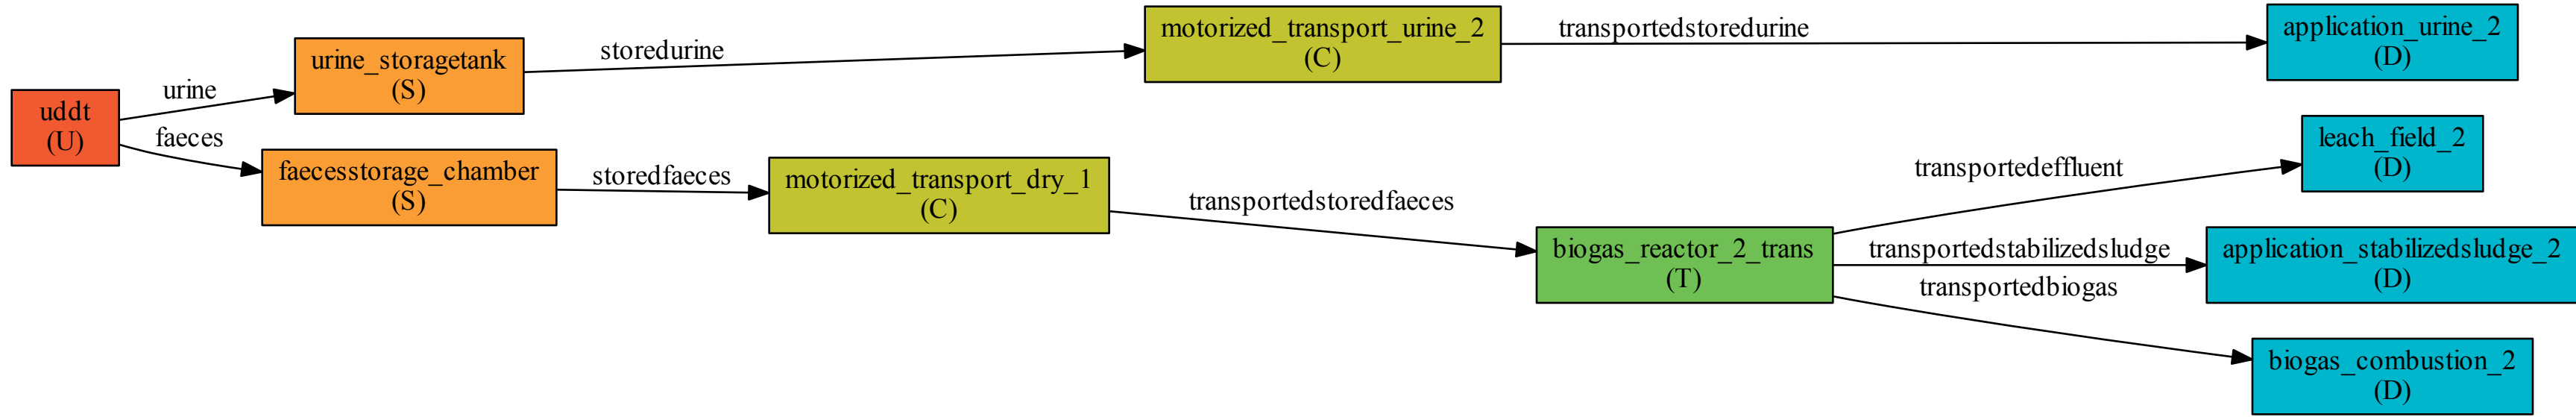 uddt
(U)
urine
faeces
urine_storagetank
(S)
faecesstorage_chamber
(S)
storedurine
storedfaeces
motorized_transport_dry_1
(C)
motorized_transport_urine_2
(C)
transportedstoredfaeces
transportedstoredurine
biogas_reactor_2_trans
(T)
transportedeffluent
transportedstabilizedsludge
transportedbiogas
application_urine_2
(D)
leach_field_2
(D)
application_stabilizedsludge_2
(D)
biogas_combustion_2
(D)